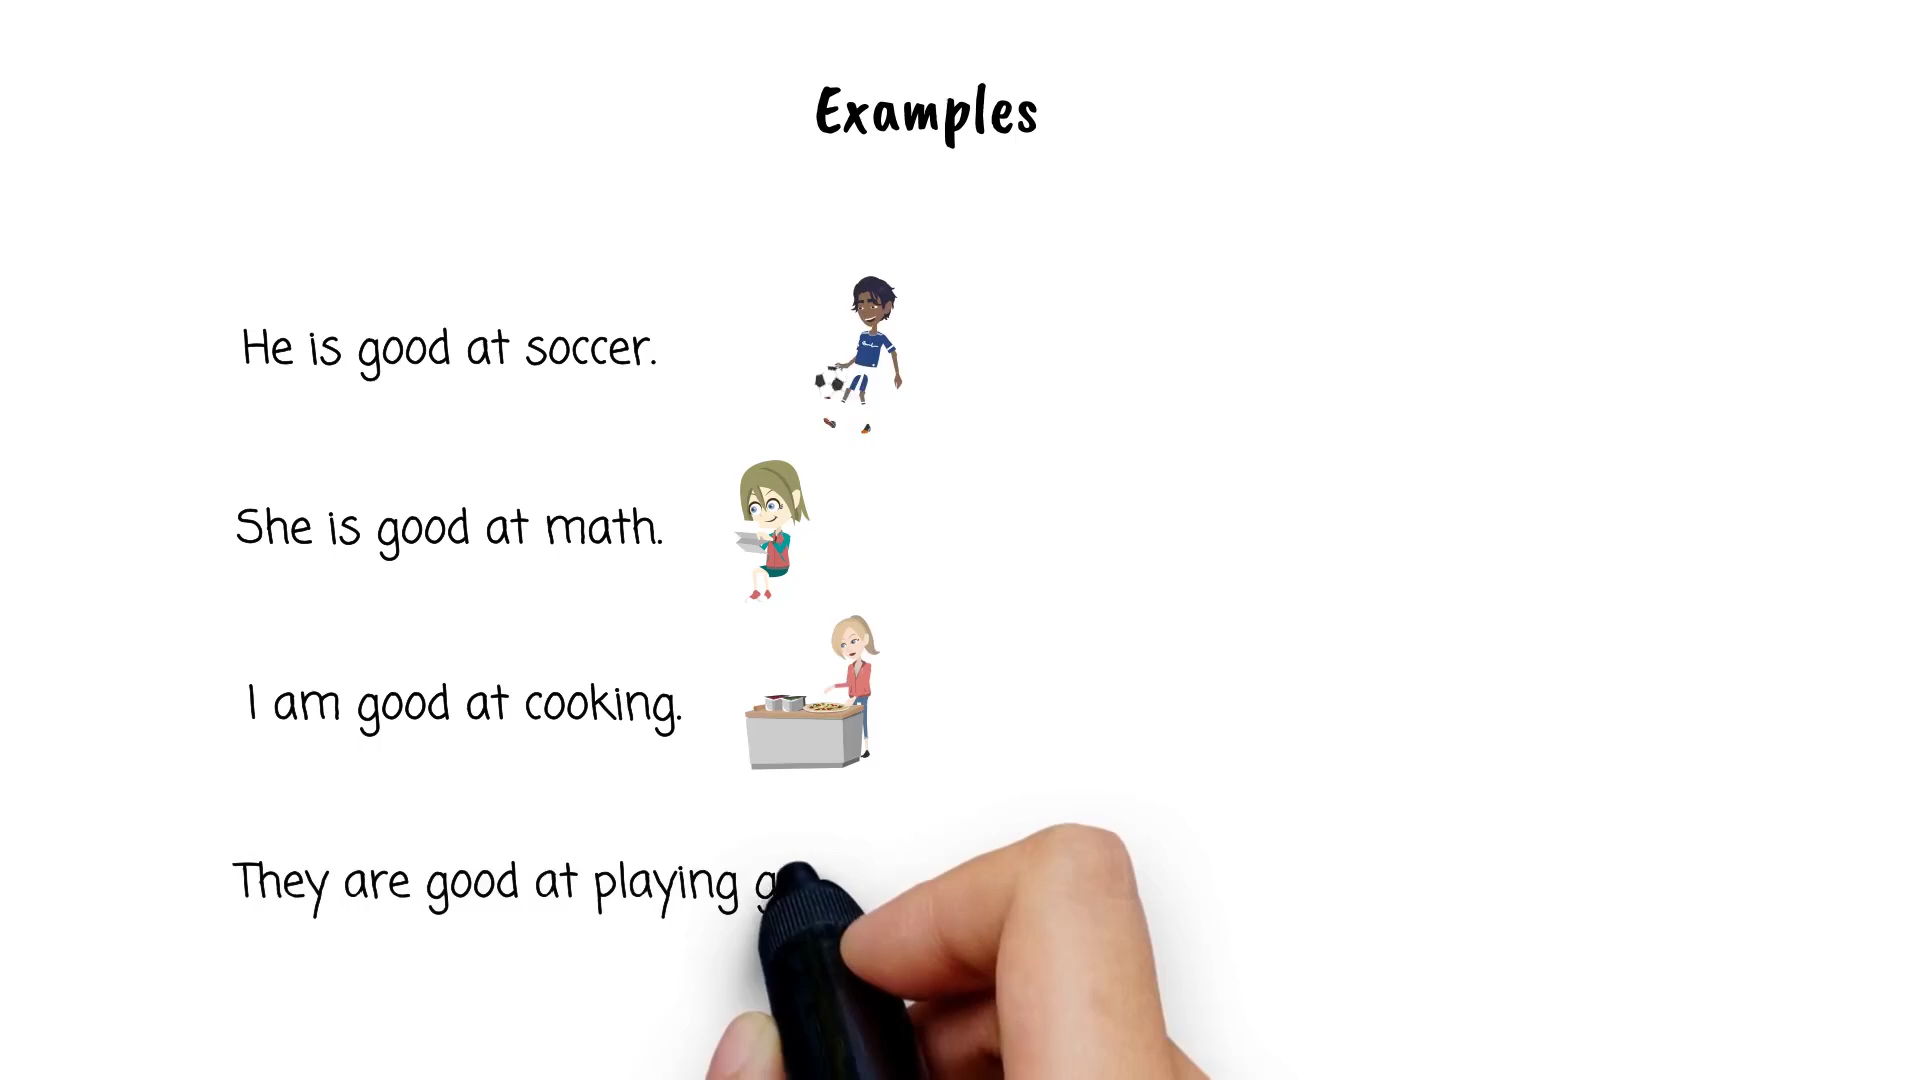 Examples
He is good at soccer.
She is good at math.
I am good at cooking.
They are good at playing